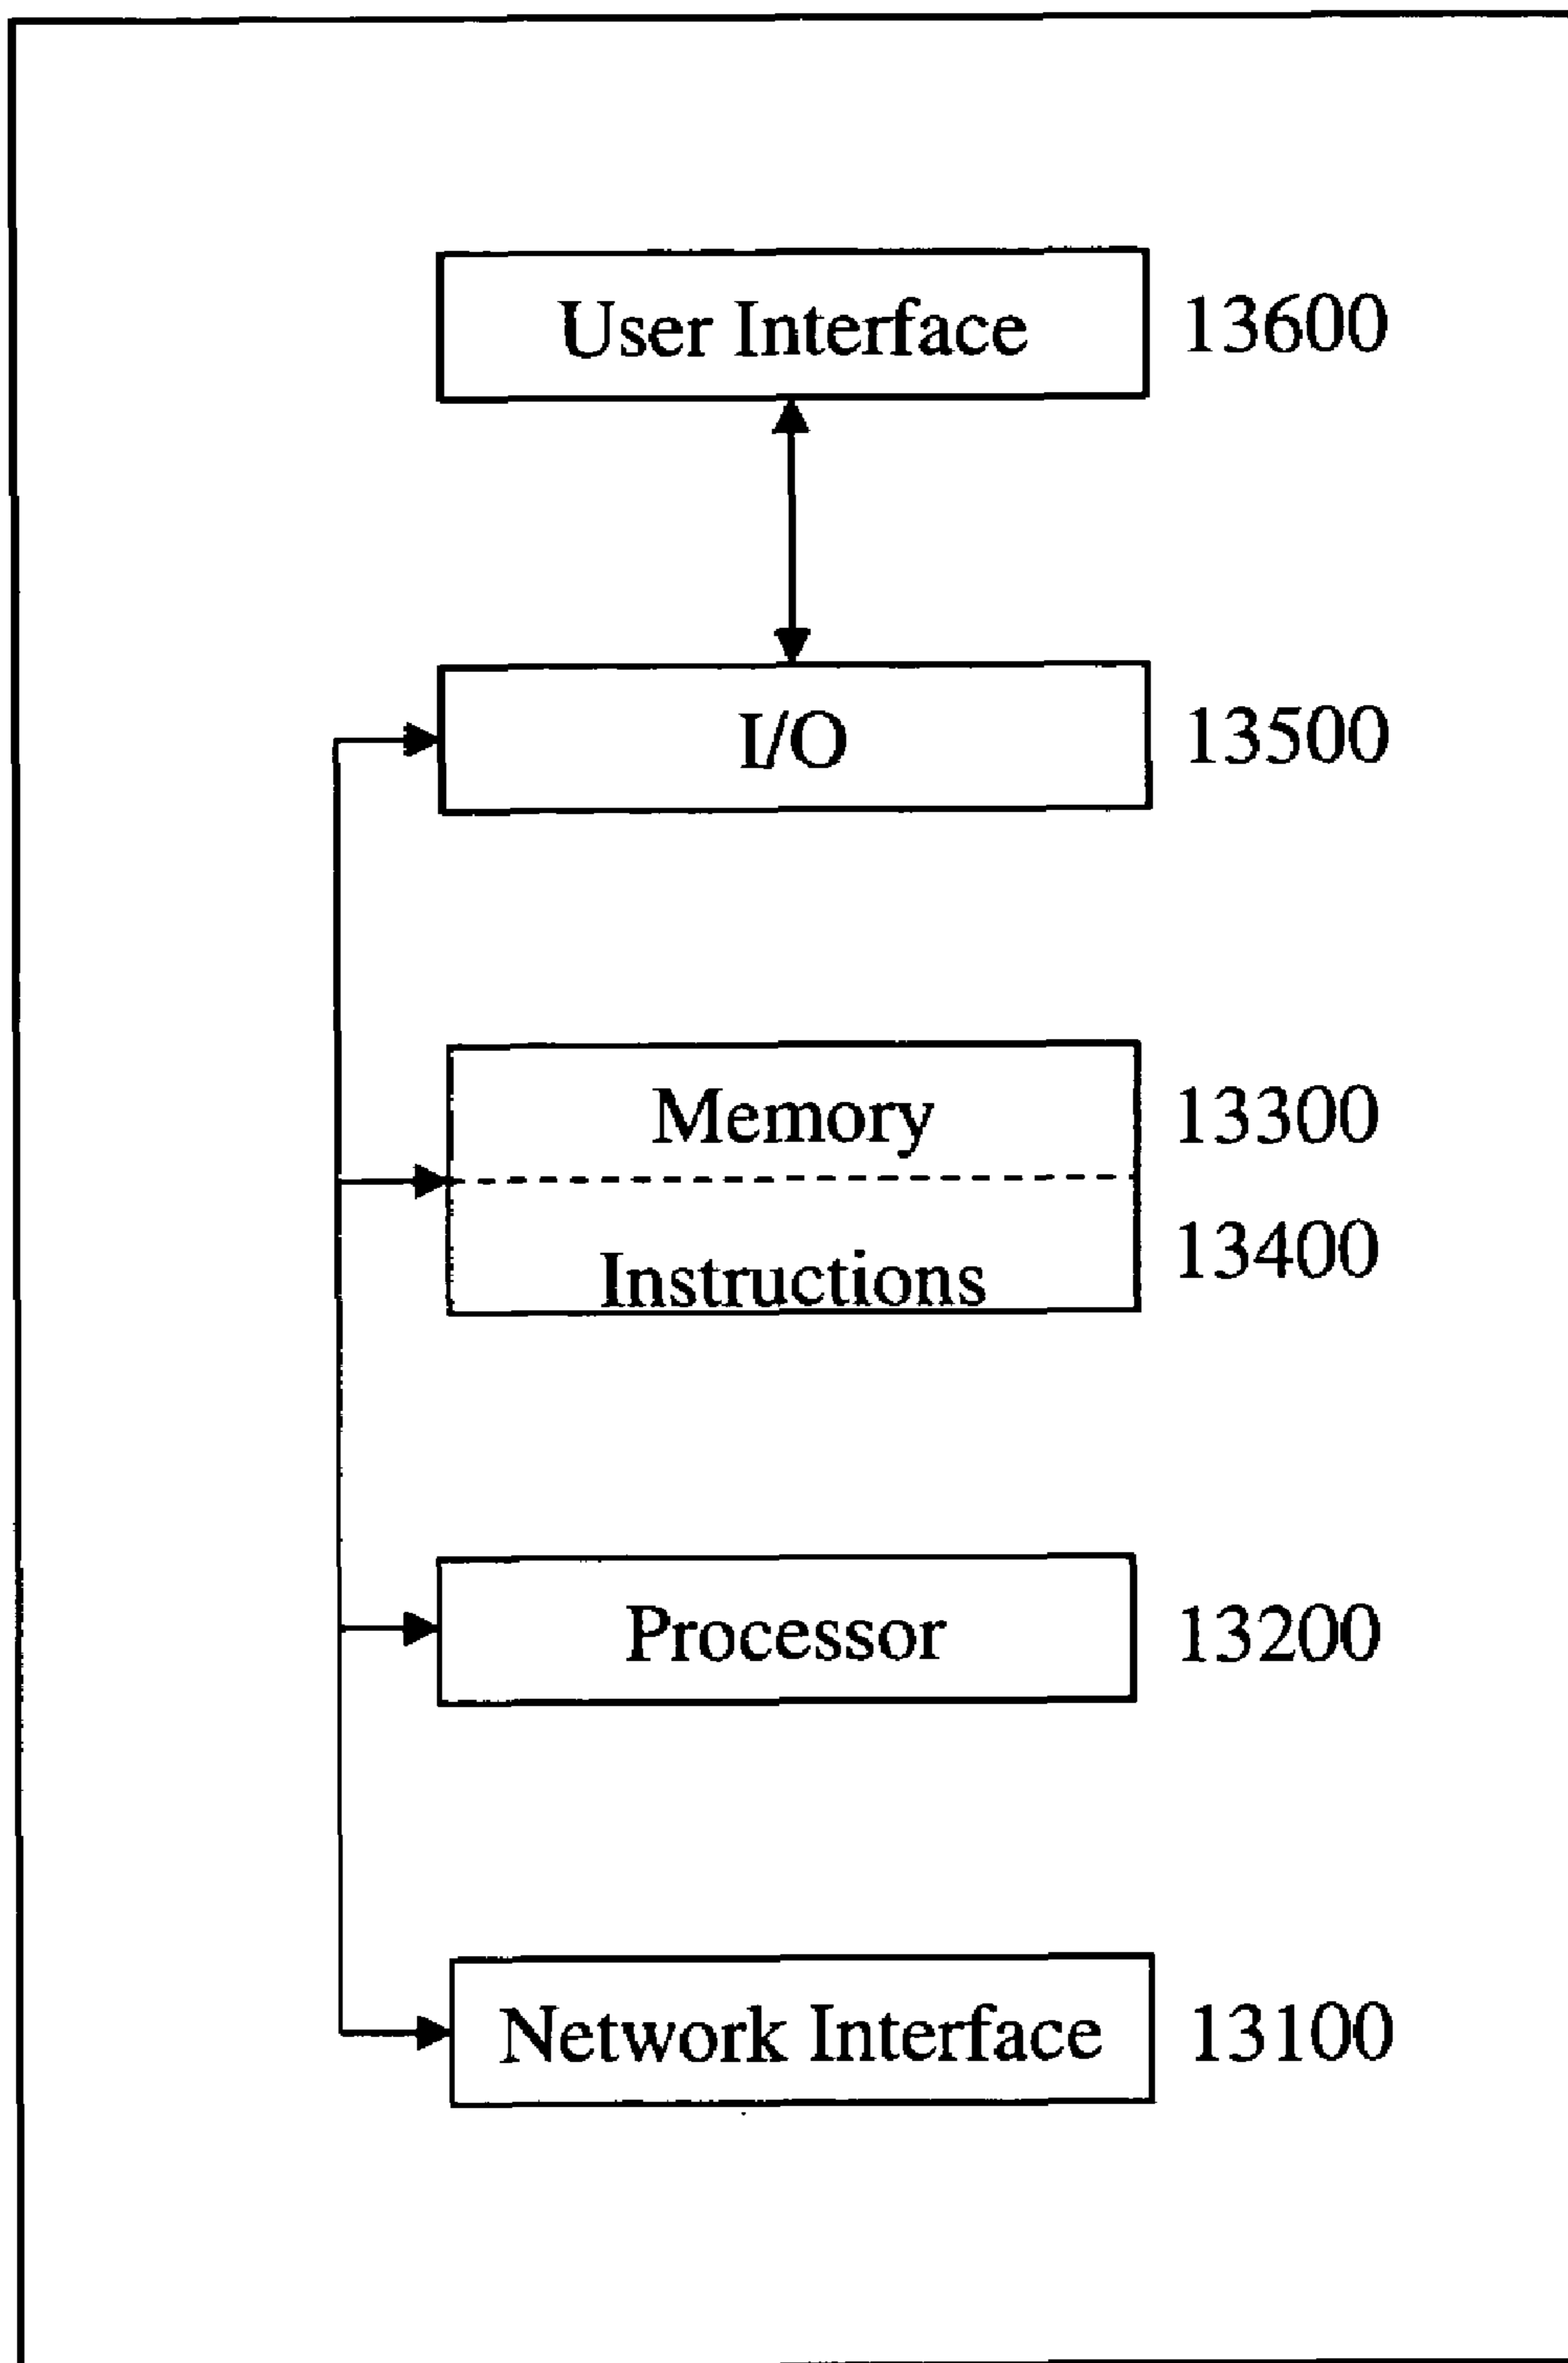 User Interface 13600
I/O 13500
Memory 13300
Instructions 13400
Processor 13200
Network Interface 13100